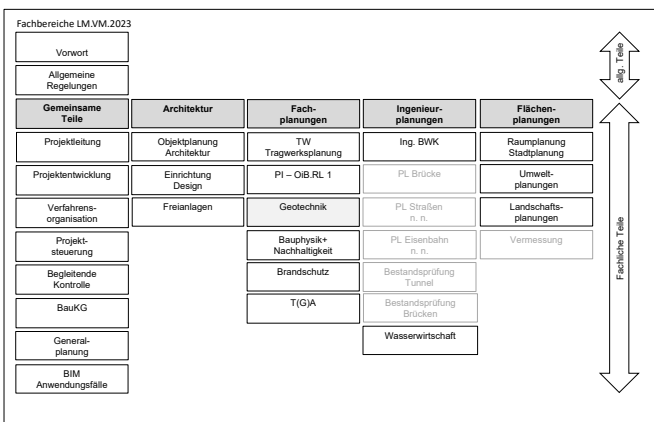 Fachbereiche LM.VM.2023
Vorwort
Allgemeine
Regelungen
allg. Teile
Gemeinsame
Teile
Architektur
Fach-
planungen
Ingenieur-
planungen
Flächen-
planungen
Projektleitung
Objektplanung
Architektur
TW
Tragwerksplanung
Ing. BWK
Raumplanung
Stadtplanung
Projektentwicklung
Einrichtung
Design
PI – OiB.RL 1
PL Brücke
Umwelt-
planungen
Verfahrens-
organisation
Freianlagen
Geotechnik
PL Straßen
n. n.
Landschafts-
planungen
Projekt-
steuerung
Bauphysik+
Nachhaltigkeit
PL Eisenbahn
n. n.
Vermessung
Begleitende
Kontrolle
Brandschutz
Bestandsprüfung
Tunnel
BauKG
T(G)A
Bestandsprüfung
Brücken
General-
planung
Wasserwirtschaft
BIM
Anwendungsfälle
Fachliche Teile